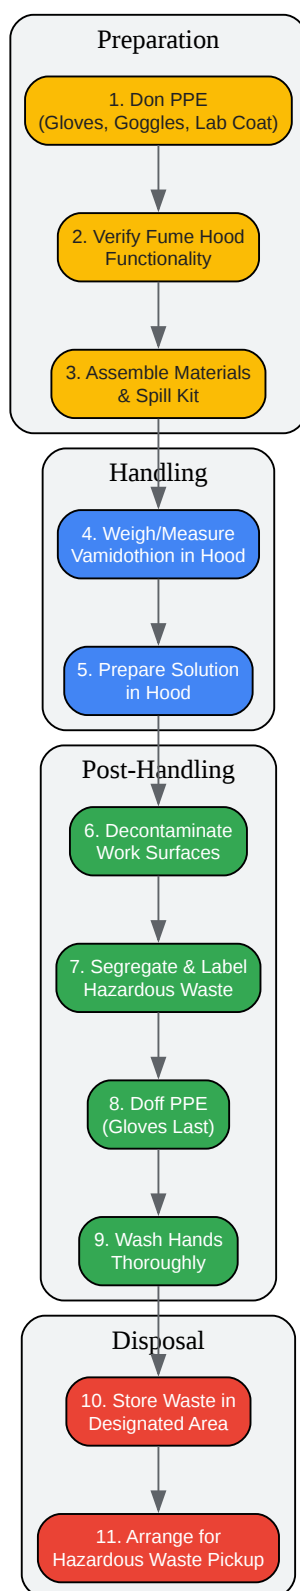 Preparation
1. Don PPE
(Gloves, Goggles, Lab Coat)
2. Verify Fume Hood
Functionality
3. Assemble Materials
& Spill Kit
Handling
4. Weigh/Measure
Vamidothion in Hood
5. Prepare Solution
in Hood
Post-Handling
6. Decontaminate
Work Surfaces
7. Segregate & Label
Hazardous Waste
8. Doff PPE
(Gloves Last)
9. Wash Hands
Thoroughly
Disposal
10. Store Waste in
Designated Area
11. Arrange for
Hazardous Waste Pickup